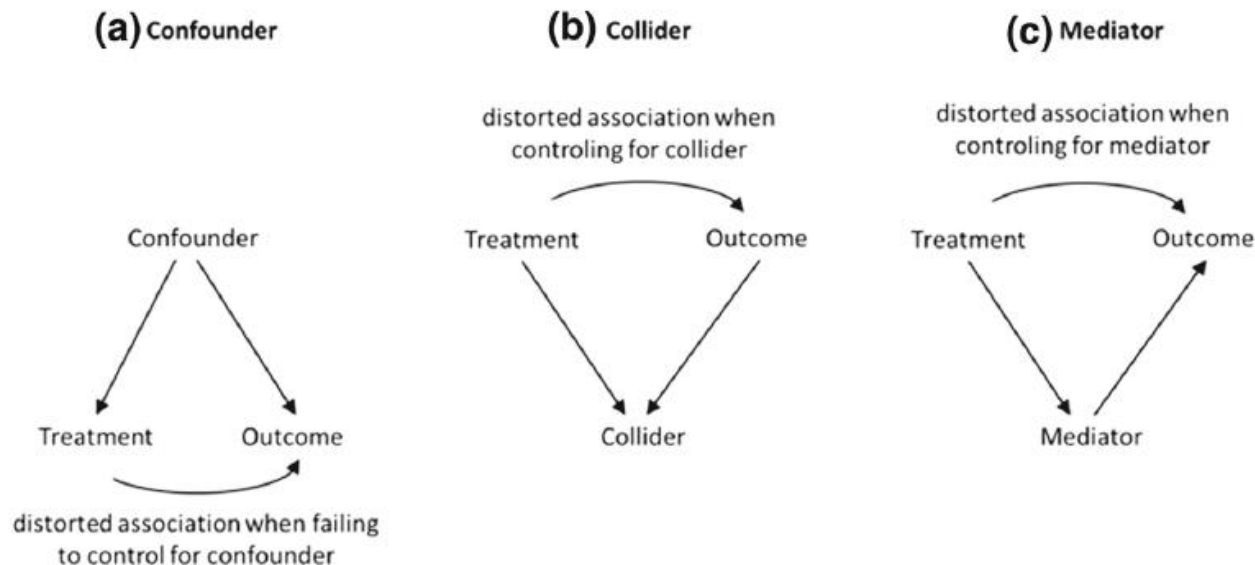 (a) Confounder
Confounder
Treatment
Outcome
distorted association when failing
to control for confounder
(b) Collider
distorted association when
controling for collider
Treatment
Outcome
Collider
(c) Mediator
distorted association when
controling for mediator
Treatment
Outcome
Mediator